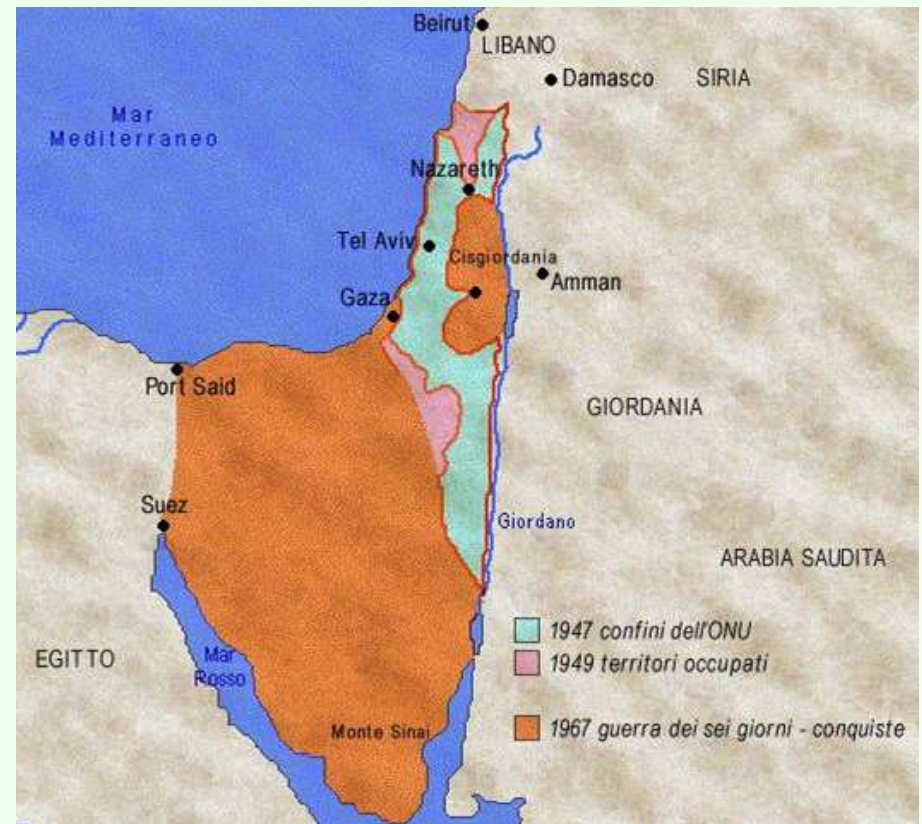 Beirut
LIBANO
Damasco
SIRIA
Mar
Mediterraneo
Nazareth
Tel Aviv
Cisgiordania
Amman
Gaza
Port Said
GIORDANIA
Suez
Giordano
ARABIA SAUDITA
1947 confini dell'ONU
EGITTO
Mar
Rosso
1949 territori occupati
Monte Sinai
1967 guerra dei sei giorni - conquiste